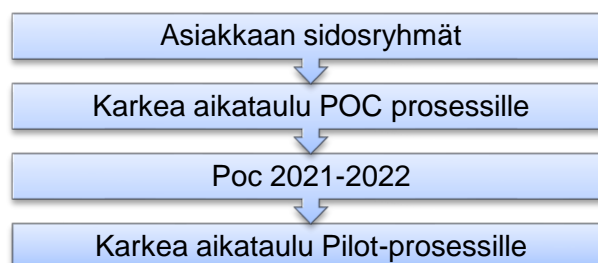 Asiakkaan sidosryhmät
Karkea aikataulu POC prosessille
Poc 2021-2022
Karkea aikataulu Pilot-prosessille